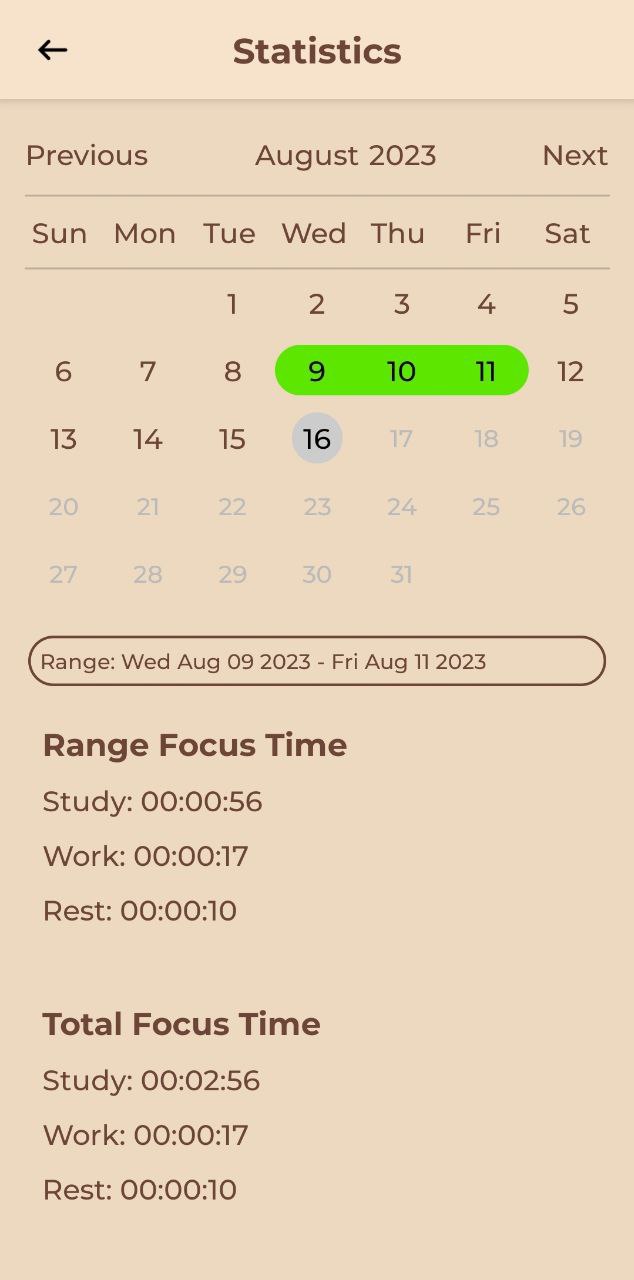 Statistics
Previous August 2023 Next
Sun Mon Tue Wed Thu Fri Sat
1 2 3 4 5
6 7 8 9 10 11 12
13 14 15 16 17 18 19
20 21 22 23 24 25 26
27 28 29 30 31
Range: Wed Aug 09 2023 - Fri Aug 11 2023
Range Focus Time
Study: 00:00:56
Work: 00:00:17
Rest: 00:00:10
Total Focus Time
Study: 00:02:56
Work: 00:00:17
Rest: 00:00:10